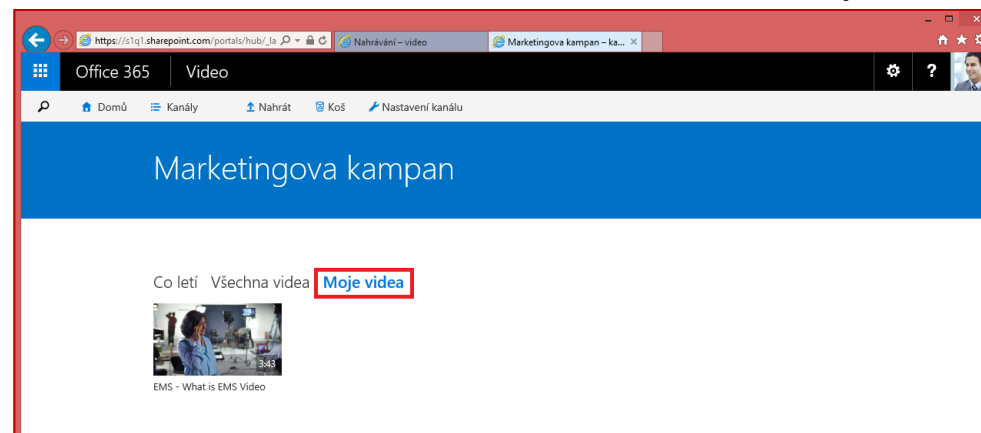 https://s1q1.sharepoint.com/portals/hub/_la
Nahrávání – video
Marketingova kampan – ka...
Office 365 Video
?
Domů Kanály Nahrát Koš Nastavení kanálu
Marketingova kampan
Co letí Všechna videa Moje videa
3:43
EMS - What is EMS Video